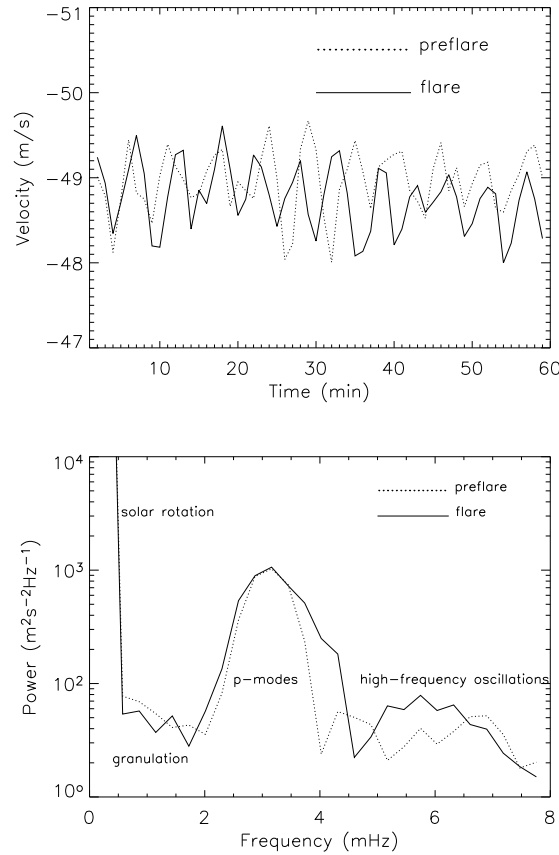 −51
−50
−49
−48
−47
Velocity (m/s)
preflare
flare
10 20 30 40 50 60
Time (min)
10⁴
10³
10²
10⁰
Power (m²s⁻²Hz⁻¹)
preflare
flare
solar rotation
p−modes
high−frequency oscillations
granulation
0 2 4 6 8
Frequency (mHz)